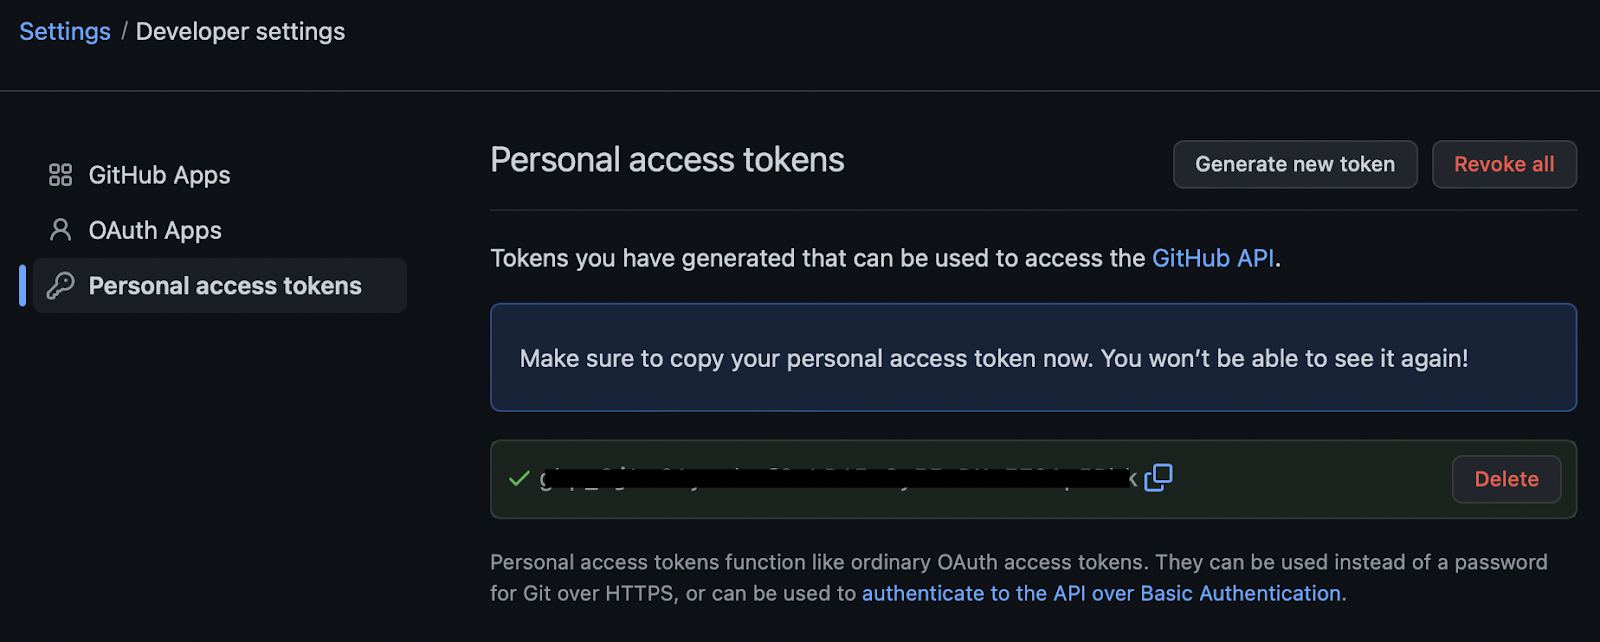 Settings / Developer settings
GitHub Apps
OAuth Apps
Personal access tokens
Personal access tokens
Generate new token
Revoke all
Tokens you have generated that can be used to access the GitHub API.
Make sure to copy your personal access token now. You won’t be able to see it again!
Delete
Personal access tokens function like ordinary OAuth access tokens. They can be used instead of a password
for Git over HTTPS, or can be used to authenticate to the API over Basic Authentication.